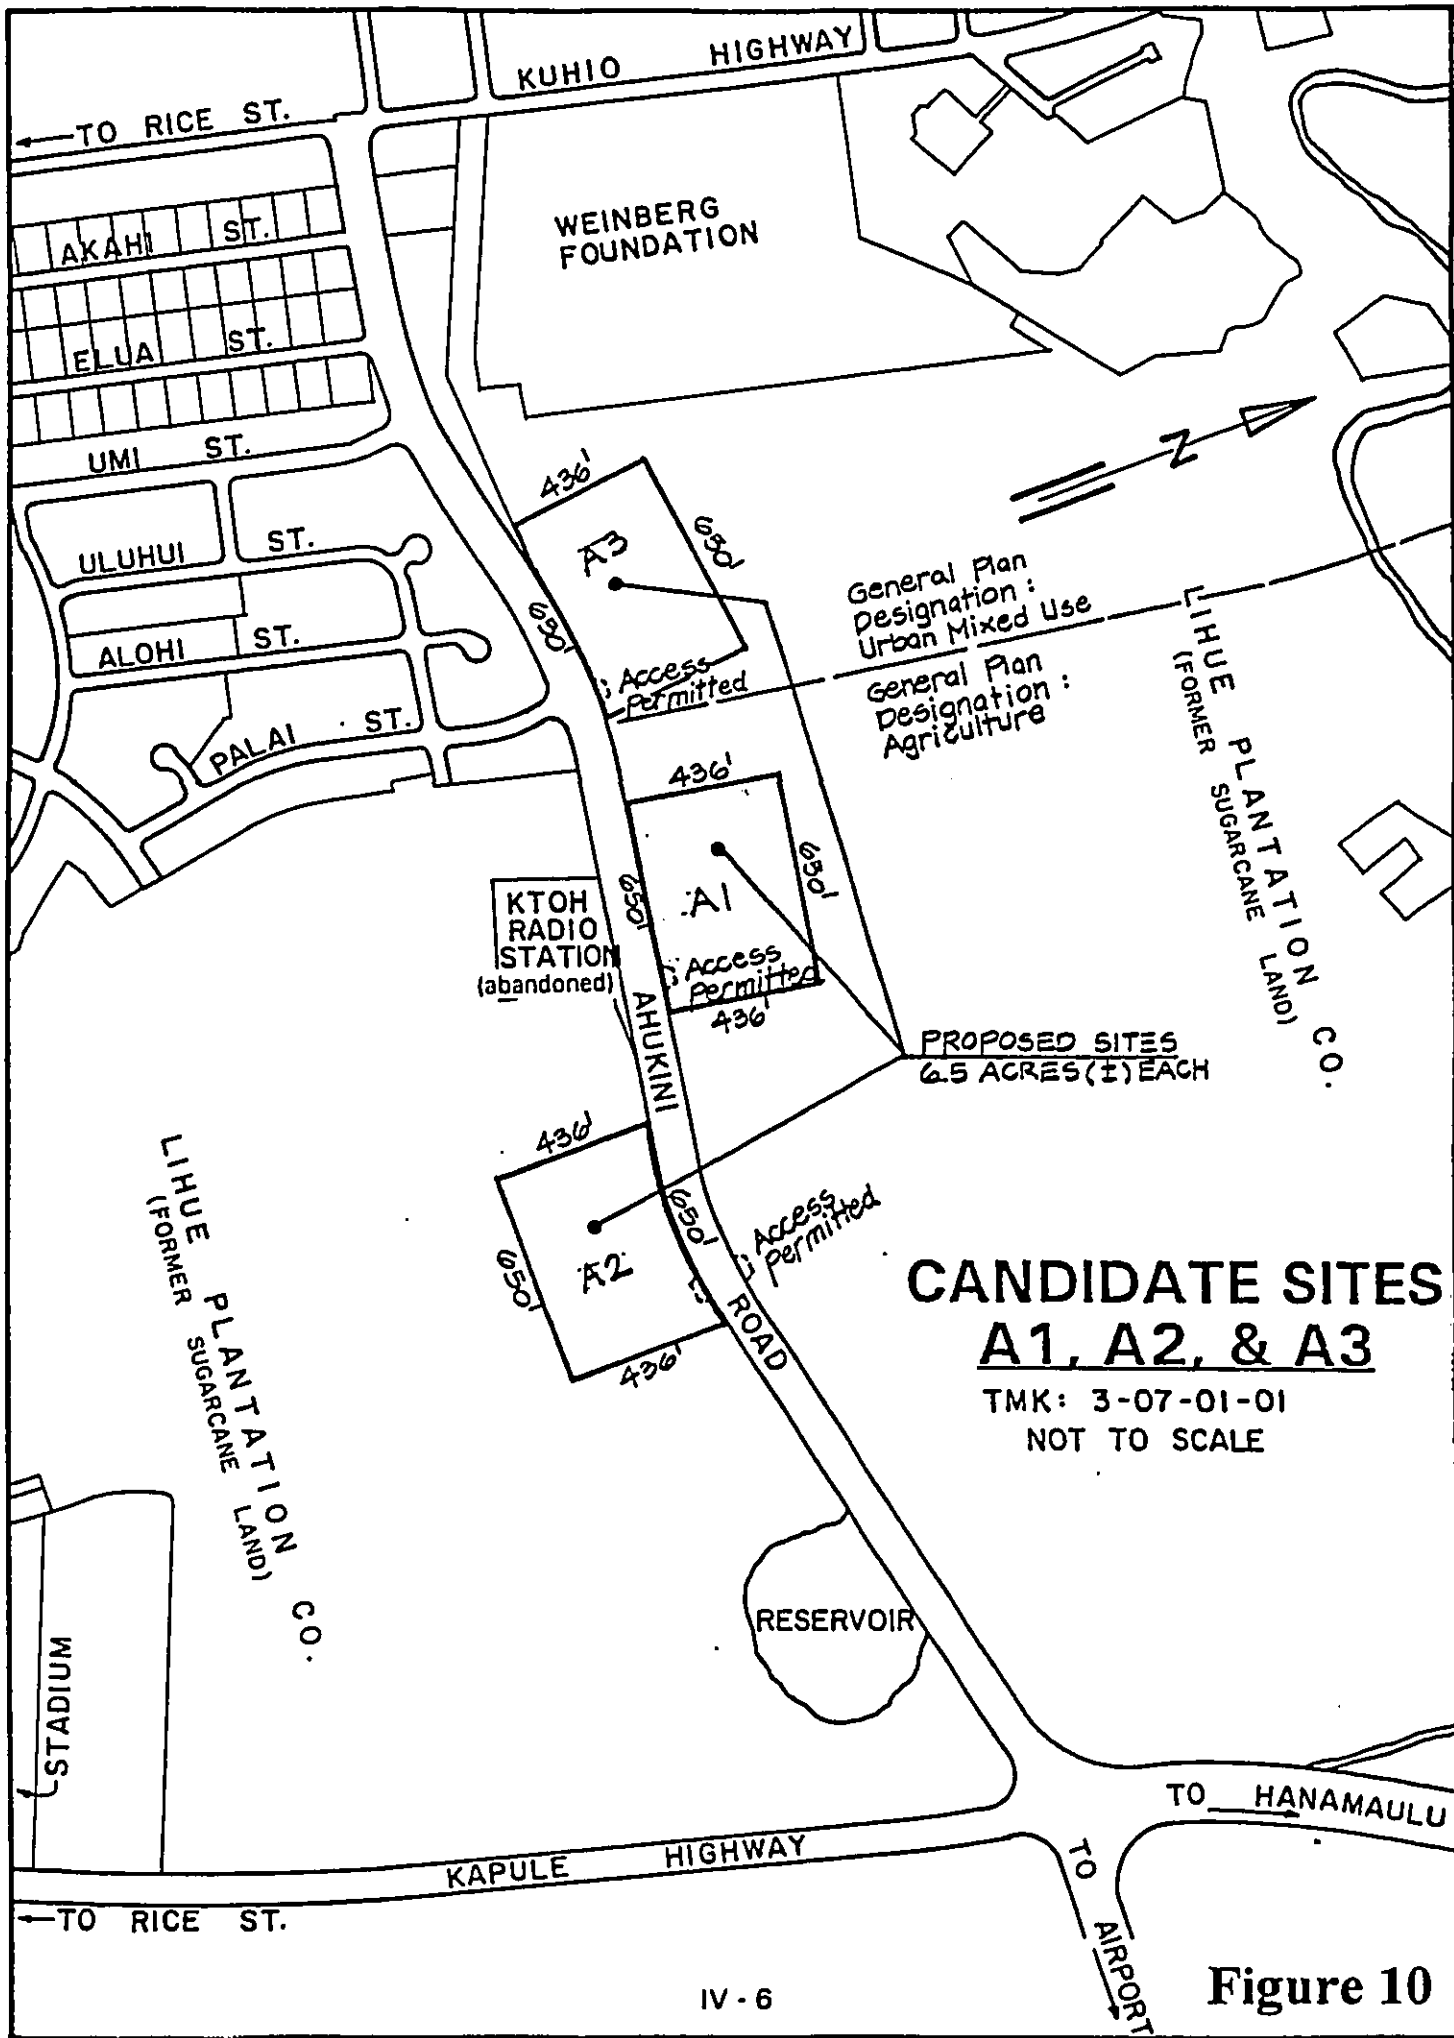 KUHIO HIGHWAY
TO RICE ST.
WEINBERG
FOUNDATION
AKAHI ST.
ELUA ST.
UMI ST.
ULUHUI ST.
ALOHI ST.
PALAI ST.
N
436'
A3
650'
650'
Access
Permitted
General Plan
Designation :
Urban Mixed Use
General Plan
Designation :
Agriculture
LIHUE PLANTATION CO.
(FORMER SUGARCANE LAND)
436'
650'
650'
A1
Access
Permitted
436'
KTOH
RADIO
STATION
(abandoned)
AHUKINI ROAD
PROPOSED SITES
6.5 ACRES(±) EACH
436'
650'
650'
A2
436'
Access
permitted
LIHUE PLANTATION CO.
(FORMER SUGARCANE LAND)
CANDIDATE SITES
A1, A2, & A3
TMK: 3-07-01-01
NOT TO SCALE
RESERVOIR
STADIUM
KAPULE HIGHWAY
TO RICE ST.
TO HANAMAULU
TO AIRPORT
IV - 6
Figure 10